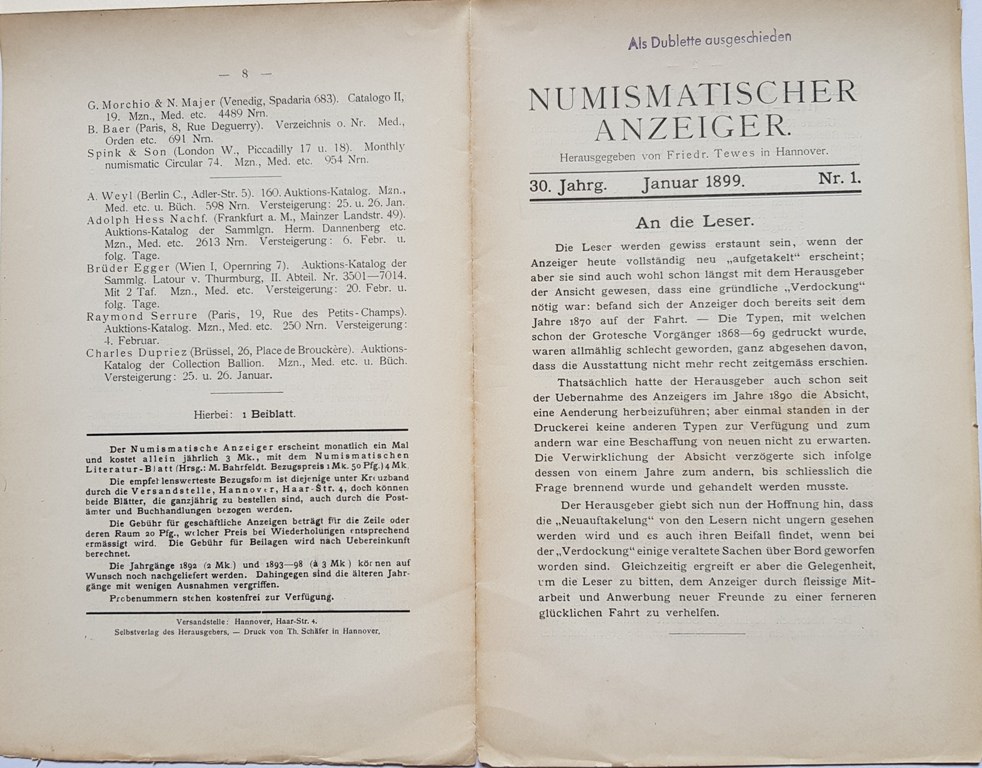 — 8 —
G. Morchio & N. Majer (Venedig, Spadaria 683). Catalogo II,
19. Mzn., Med. etc. 4489 Nrn.
B. Baer (Paris, 8, Rue Deguerry). Verzeichnis o. Nr. Med.,
Orden etc. 691 Nrn.
Spink & Son (London W., Piccadilly 17 u. 18). Monthly
numismatic Circular 74. Mzn., Med. etc. 954 Nrn.
A. Weyl (Berlin C., Adler-Str. 5). 160. Auktions-Katalog. Mzn.,
Med. etc. u. Büch. 598 Nrn. Versteigerung: 25. u. 26. Jan.
Adolph Hess Nachf. (Frankfurt a. M., Mainzer Landstr. 49).
Auktions-Katalog der Sammlgn. Herm. Dannenberg etc.
Mzn., Med. etc. 2613 Nrn. Versteigerung: 6. Febr. u.
folg. Tage.
Brüder Egger (Wien I, Opernring 7). Auktions-Katalog der
Sammlg. Latour v. Thurmburg, II. Abteil. Nr. 3501—7014.
Mit 2 Taf. Mzn., Med. etc. Versteigerung: 20. Febr. u.
folg. Tage.
Raymond Serrure (Paris, 19, Rue des Petits-Champs).
Auktions-Katalog. Mzn., Med. etc. 250 Nrn. Versteigerung:
4. Februar.
Charles Dupriez (Brüssel, 26, Place de Brouckère). Auktions-
Katalog der Collection Ballion. Mzn., Med. etc. u. Büch.
Versteigerung: 25. u. 26. Januar.
Hierbei: 1 Beiblatt.
Der Numismatische Anzeiger erscheint monatlich ein Mal
und kostet allein jährlich 3 Mk., mit dem Numismatischen
Literatur-Blatt (Hrsg.: M. Bahrfeldt. Bezugspreis 1 Mk. 50 Pfg.) 4 Mk.
Die empfehlenswerteste Bezugsform ist diejenige unter Kreuzband
durch die Versandstelle, Hannover, Haar-Str. 4, doch können
beide Blätter, die ganzjährig zu bestellen sind, auch durch die Post-
ämter und Buchhandlungen bezogen werden.
Die Gebühr für geschäftliche Anzeigen beträgt für die Zeile oder
deren Raum 20 Pfg., welcher Preis bei Wiederholungen entsprechend
ermässigt wird. Die Gebühr für Beilagen wird nach Uebereinkunft
berechnet.
Die Jahrgänge 1892 (2 Mk.) und 1893—98 (à 3 Mk) können auf
Wunsch noch nachgeliefert werden. Dahingegen sind die älteren Jahr-
gänge mit wenigen Ausnahmen vergriffen.
Probenummern stehen kostenfrei zur Verfügung.
Versandstelle: Hannover, Haar-Str. 4.
Selbstverlag des Herausgebers. — Druck von Th. Schäfer in Hannover.
Als Dublette ausgeschieden
NUMISMATISCHER
ANZEIGER.
Herausgegeben von Friedr. Tewes in Hannover.
30. Jahrg. Januar 1899. Nr. 1.
An die Leser.
Die Leser werden gewiss erstaunt sein, wenn der
Anzeiger heute vollständig neu „aufgetakelt“ erscheint;
aber sie sind auch wohl schon längst mit dem Herausgeber
der Ansicht gewesen, dass eine gründliche „Verdockung“
nötig war: befand sich der Anzeiger doch bereits seit dem
Jahre 1870 auf der Fahrt. — Die Typen, mit welchen
schon der Grotesche Vorgänger 1868—69 gedruckt wurde,
waren allmählig schlecht geworden, ganz abgesehen davon,
dass die Ausstattung nicht mehr recht zeitgemäss erschien.
Thatsächlich hatte der Herausgeber auch schon seit
der Uebernahme des Anzeigers im Jahre 1890 die Absicht,
eine Aenderung herbeizuführen; aber einmal standen in der
Druckerei keine anderen Typen zur Verfügung und zum
andern war eine Beschaffung von neuen nicht zu erwarten.
Die Verwirklichung der Absicht verzögerte sich infolge
dessen von einem Jahre zum andern, bis schliesslich die
Frage brennend wurde und gehandelt werden musste.
Der Herausgeber giebt sich nun der Hoffnung hin, dass
die „Neuauftakelung“ von den Lesern nicht ungern gesehen
werden wird und es auch ihren Beifall findet, wenn bei
der „Verdockung“ einige veraltete Sachen über Bord geworfen
worden sind. Gleichzeitig ergreift er aber die Gelegenheit,
um die Leser zu bitten, dem Anzeiger durch fleissige Mit-
arbeit und Anwerbung neuer Freunde zu einer ferneren
glücklichen Fahrt zu verhelfen.